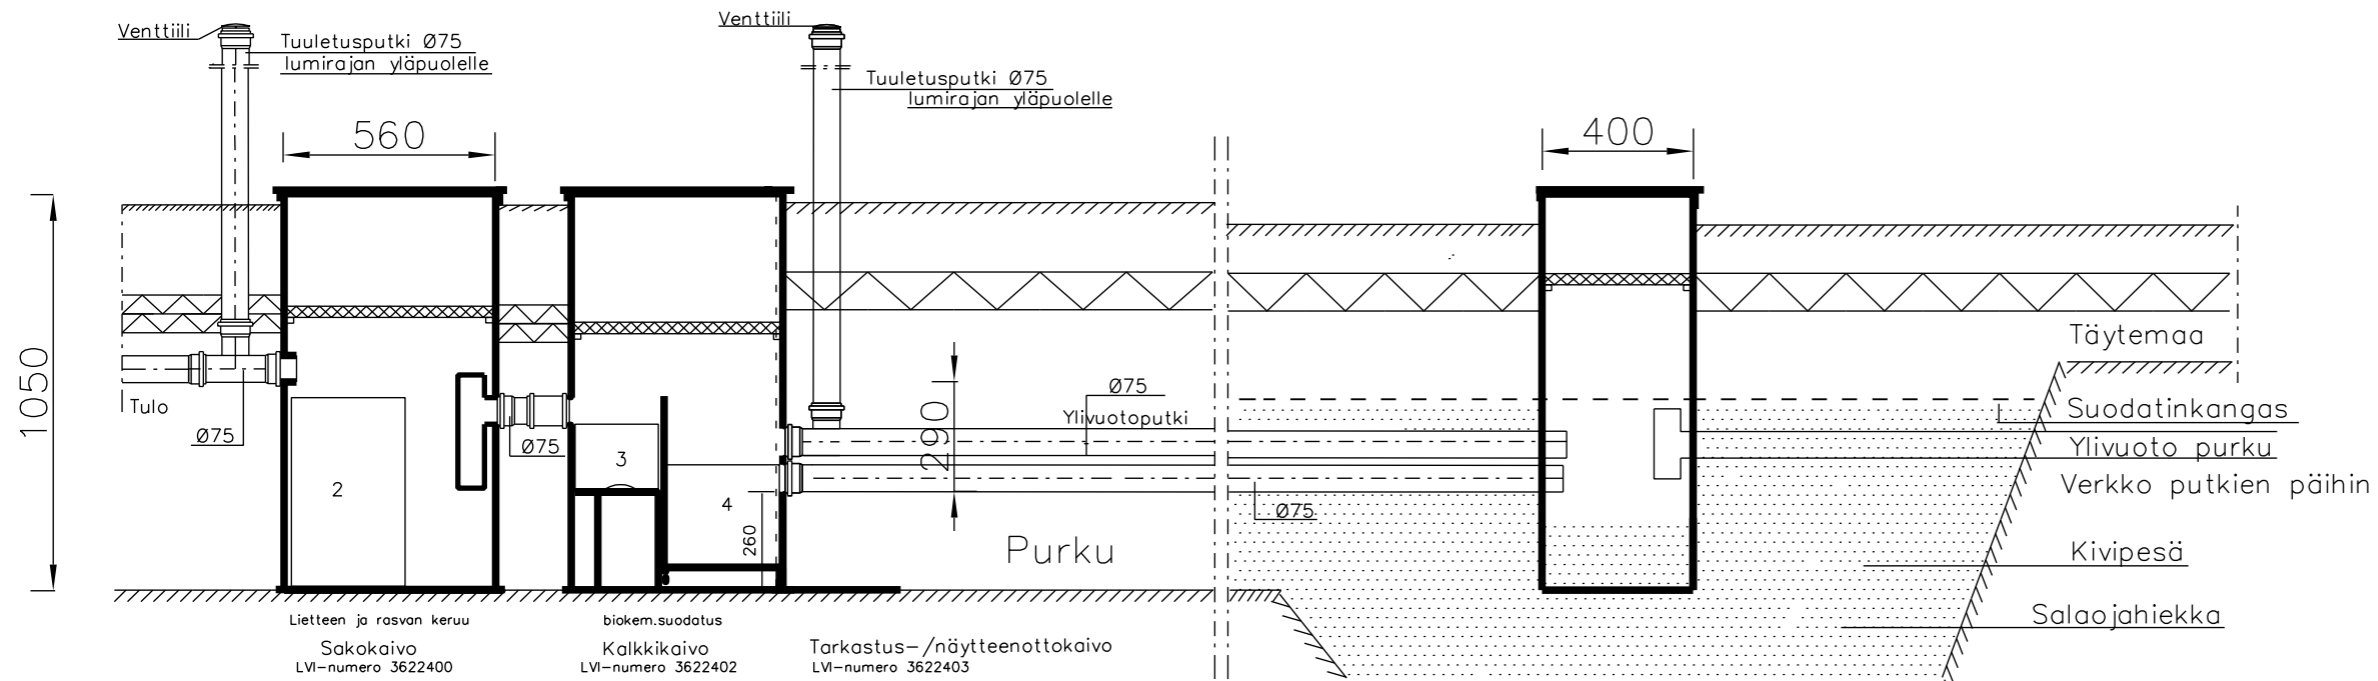 Venttiili
Tuuletusputki Ø75
lumirajan yläpuolelle
Venttiili
Tuuletusputki Ø75
lumirajan yläpuolelle
560
400
1050
Tulo
Ø75
2
Ø75
3
4
260
290
Ø75
Ylivuotoputki
Ø75
Purku
Täytemaa
Suodatinkangas
Ylivuoto purku
Verkko putkien päihin
Kivipesä
Salaojahiekka
Lietteen ja rasvan keruu
Sakokaivo
LVI-numero 3622400
biokem.suodatus
Kalkkikaivo
LVI-numero 3622402
Tarkastus-/näytteenottokaivo
LVI-numero 3622403